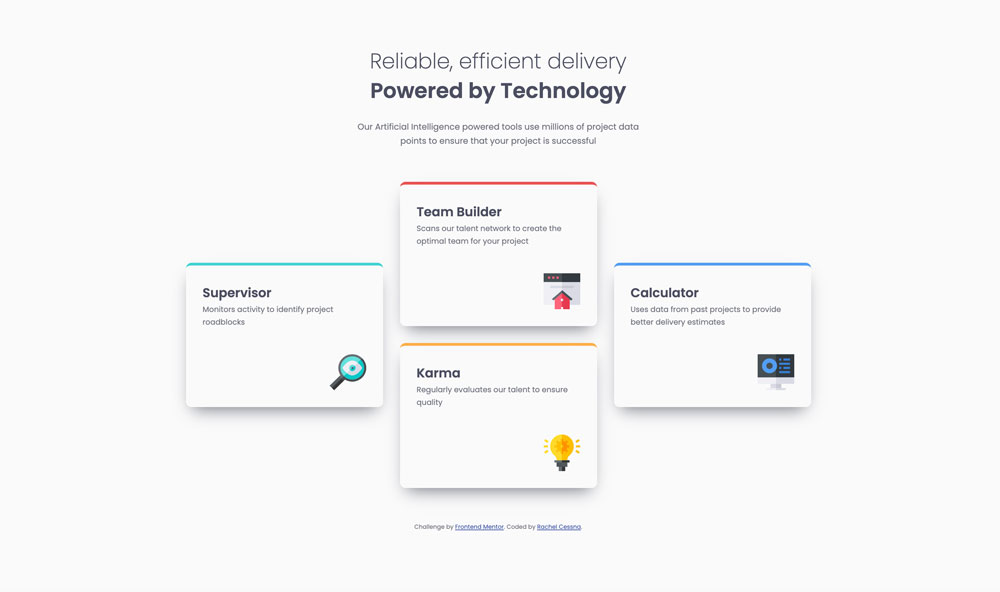 Reliable, efficient delivery
Powered by Technology
Our Artificial Intelligence powered tools use millions of project data
points to ensure that your project is successful
Team Builder
Scans our talent network to create the
optimal team for your project
Supervisor
Monitors activity to identify project
roadblocks
Calculator
Uses data from past projects to provide
better delivery estimates
Karma
Regularly evaluates our talent to ensure
quality
Challenge by Frontend Mentor. Coded by Rachel Cessna.